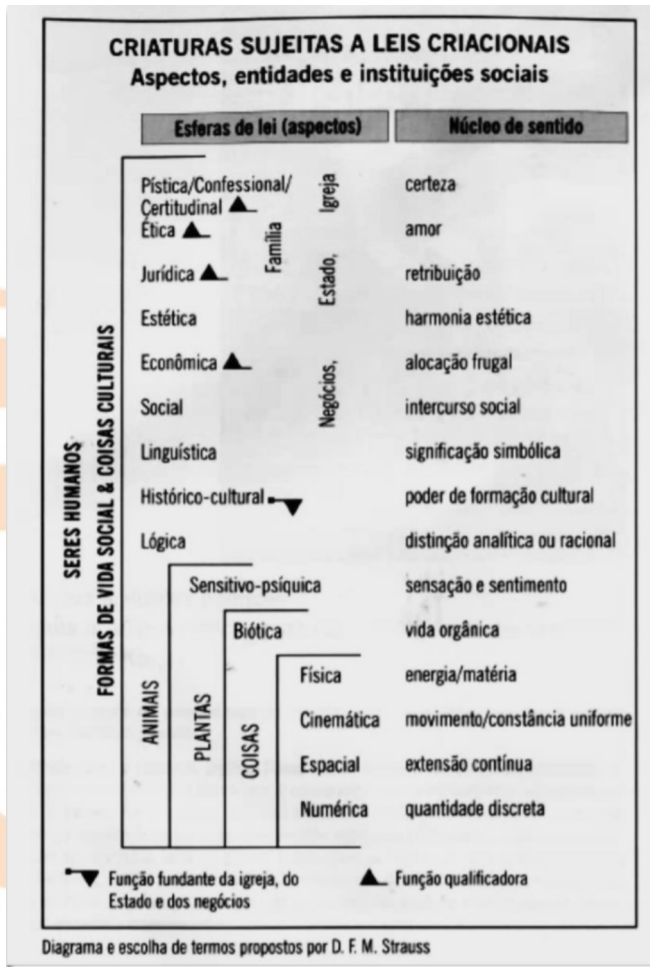 CRIATURAS SUJEITAS A LEIS CRIACIONAIS
Aspectos, entidades e instituições sociais
Esferas de lei (aspectos)
Núcleo de sentido
Pística/Confessional/
Certitudinal
certeza
Ética
amor
Jurídica
retribuição
Estética
harmonia estética
Econômica
alocação frugal
Social
intercurso social
Linguística
significação simbólica
Histórico-cultural
poder de formação cultural
Lógica
distinção analítica ou racional
Sensitivo-psíquica
sensação e sentimento
Biótica
vida orgânica
Física
energia/matéria
Cinemática
movimento/constância uniforme
Espacial
extensão contínua
Numérica
quantidade discreta
Família
Negócios, Estado, Igreja
SERES HUMANOS,
FORMAS DE VIDA SOCIAL & COISAS CULTURAIS
ANIMAIS
PLANTAS
COISAS
Função fundante da igreja, do
Estado e dos negócios
Função qualificadora
Diagrama e escolha de termos propostos por D. F. M. Strauss